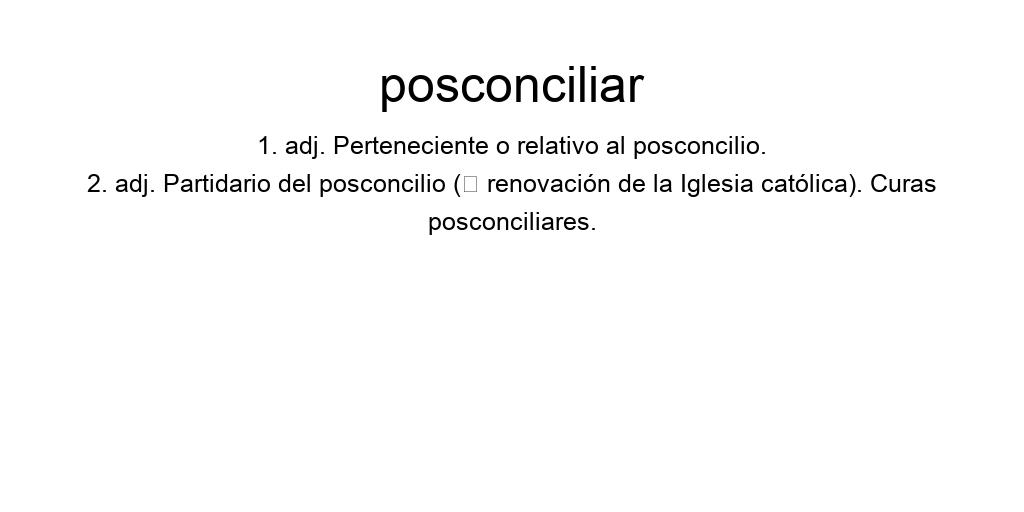 posconciliar
1. adj. Perteneciente o relativo al posconcilio.
2. adj. Partidario del posconcilio (□ renovación de la Iglesia católica). Curas
posconciliares.